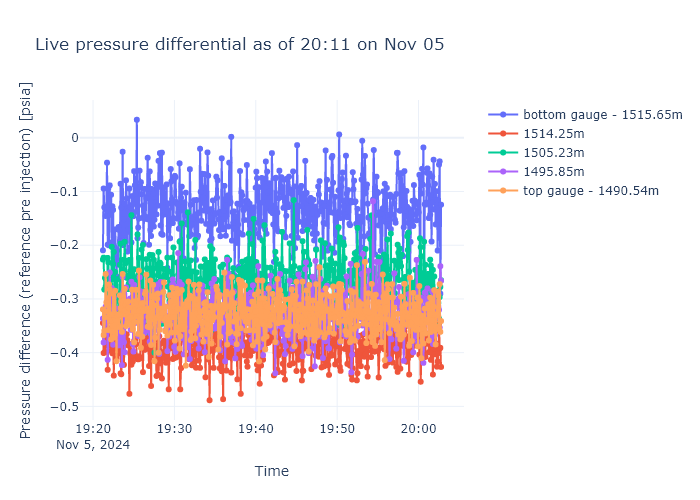 Live pressure differential as of 20:11 on Nov 05
Pressure difference (reference pre injection) [psia]
0
−0.1
−0.2
−0.3
−0.4
−0.5
19:20
Nov 5, 2024
19:30
19:40
19:50
20:00
Time
bottom gauge - 1515.65m
1514.25m
1505.23m
1495.85m
top gauge - 1490.54m